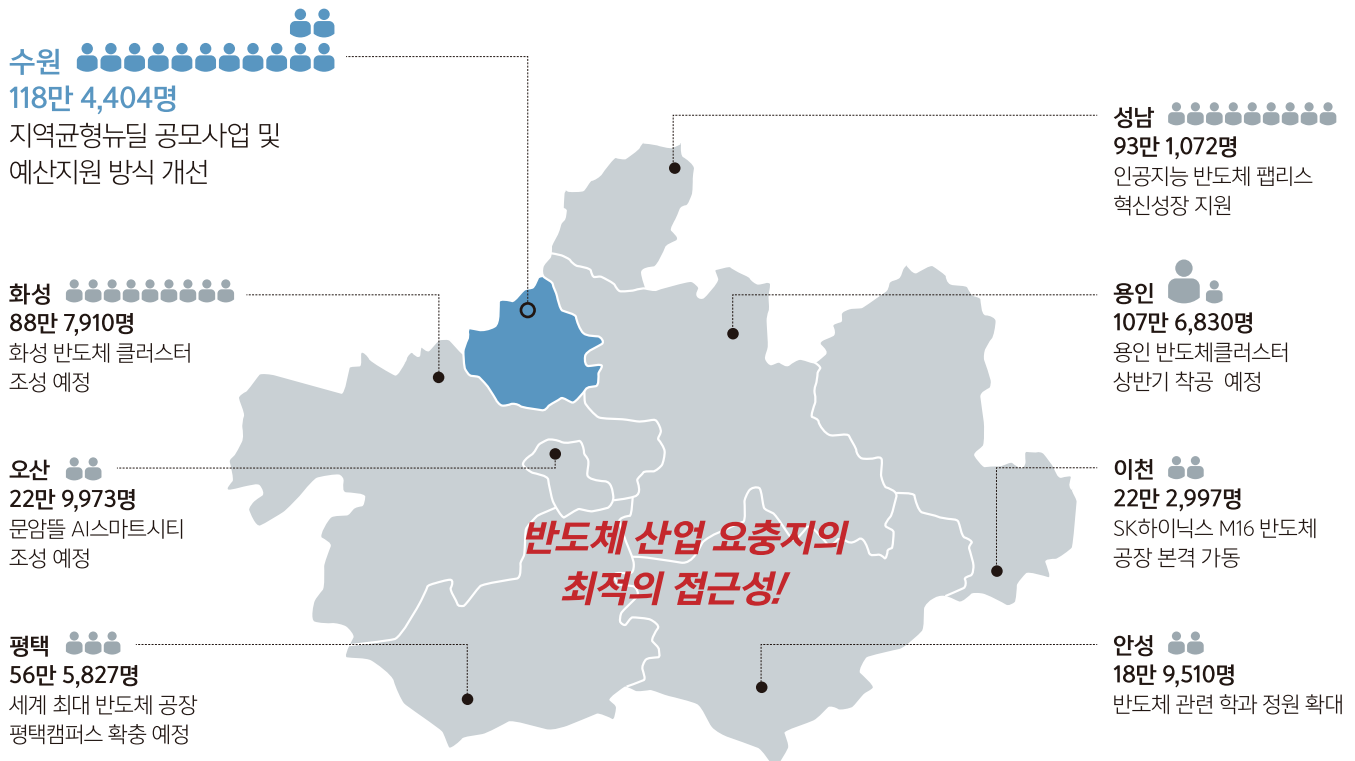 수원
118만 4,404명
지역균형뉴딜 공모사업 및
예산지원 방식 개선
화성
88만 7,910명
화성 반도체 클러스터
조성 예정
오산
22만 9,973명
문암뜰 AI스마트시티
조성 예정
평택
56만 5,827명
세계 최대 반도체 공장
평택캠퍼스 확충 예정
반도체 산업 요충지의
최적의 접근성!
성남
93만 1,072명
인공지능 반도체 팹리스
혁신성장 지원
용인
107만 6,830명
용인 반도체클러스터
상반기 착공 예정
이천
22만 2,997명
SK하이닉스 M16 반도체
공장 본격 가동
안성
18만 9,510명
반도체 관련 학과 정원 확대